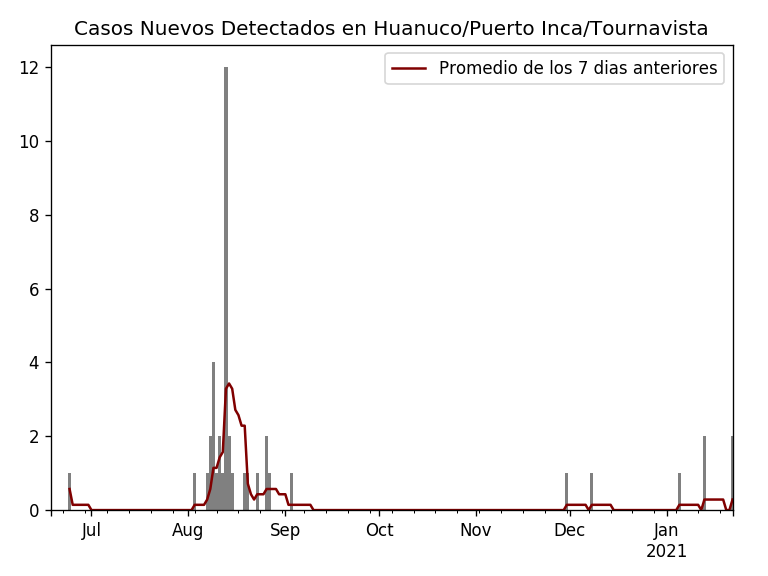 Casos Nuevos Detectados en Huanuco/Puerto Inca/Tournavista
Promedio de los 7 dias anteriores
12
10
8
6
4
2
0
Jul Aug Sep Oct Nov Dec Jan
2021